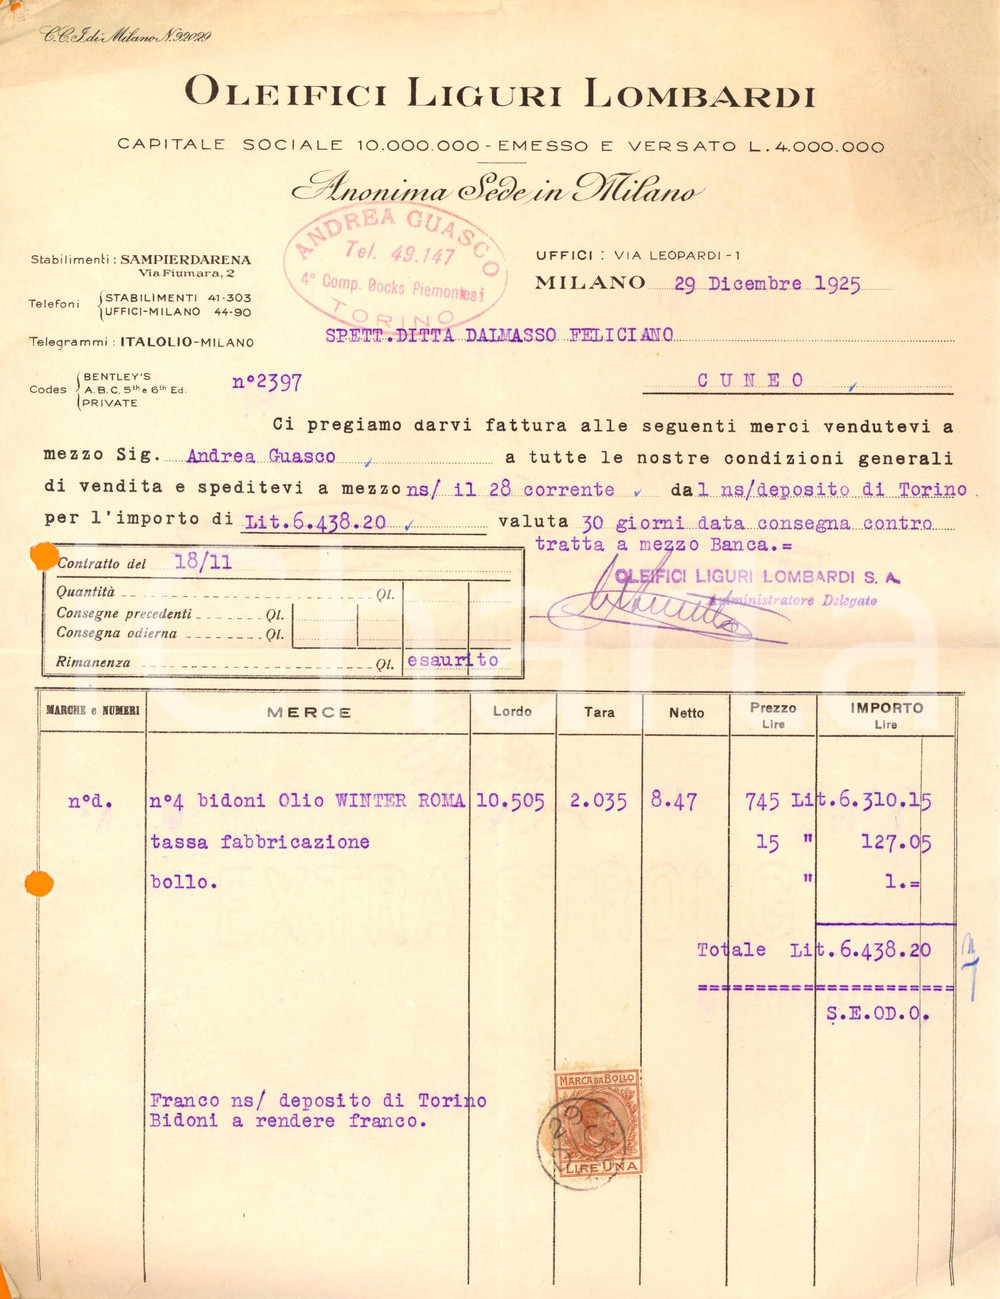 C.C.I. di Milano N. 92029
OLEIFICI LIGURI LOMBARDI
CAPITALE SOCIALE 10.000.000 - EMESSO E VERSATO L. 4.000.000
Anonima Sede in Milano
ANDREA GUASCO
Tel. 49.147
4° Comp. Docks Piemontesi
TORINO
Stabilimenti: SAMPIERDARENA
Via Fiumara, 2
Telefoni STABILIMENTI 41-303
UFFICI-MILANO 44-90
Telegrammi: ITALOLIO-MILANO
Codes BENTLEY'S
A.B.C. 5th e 6th Ed.
PRIVATE
UFFICI: VIA LEOPARDI-1
MILANO 29 Dicembre 1925
SPETT.DITTA DALMASSO FELICIANO
n°2397
CUNEO
Ci pregiamo darvi fattura alle seguenti merci vendutevi a
mezzo Sig. Andrea Guasco a tutte le nostre condizioni generali
di vendita e speditevi a mezzo ns/ il 28 corrente dal ns/deposito di Torino
per l'importo di Lit.6.438.20 valuta 30 giorni data consegna contro
tratta a mezzo Banca.=
OLEIFICI LIGURI LOMBARDI S. A.
Amministratore Delegato
Contratto del 18/11
Quantità Ql.
Consegne precedenti Ql.
Consegna odierna Ql.
Rimanenza Ql. esaurito
MARCHE e NUMERI MERCE Lordo Tara Netto Prezzo Lire IMPORTO Lire
n°d. n°4 bidoni Olio WINTER ROMA 10.505 2.035 8.47 745 Lit.6.310.15
tassa fabbricazione 15 " 127.05
bollo. " 1.=
Totale Lit.6.438.20
S.E.OD.O.
Franco ns/ deposito di Torino
Bidoni a rendere franco.
MARCA DA BOLLO
LIRE UNA